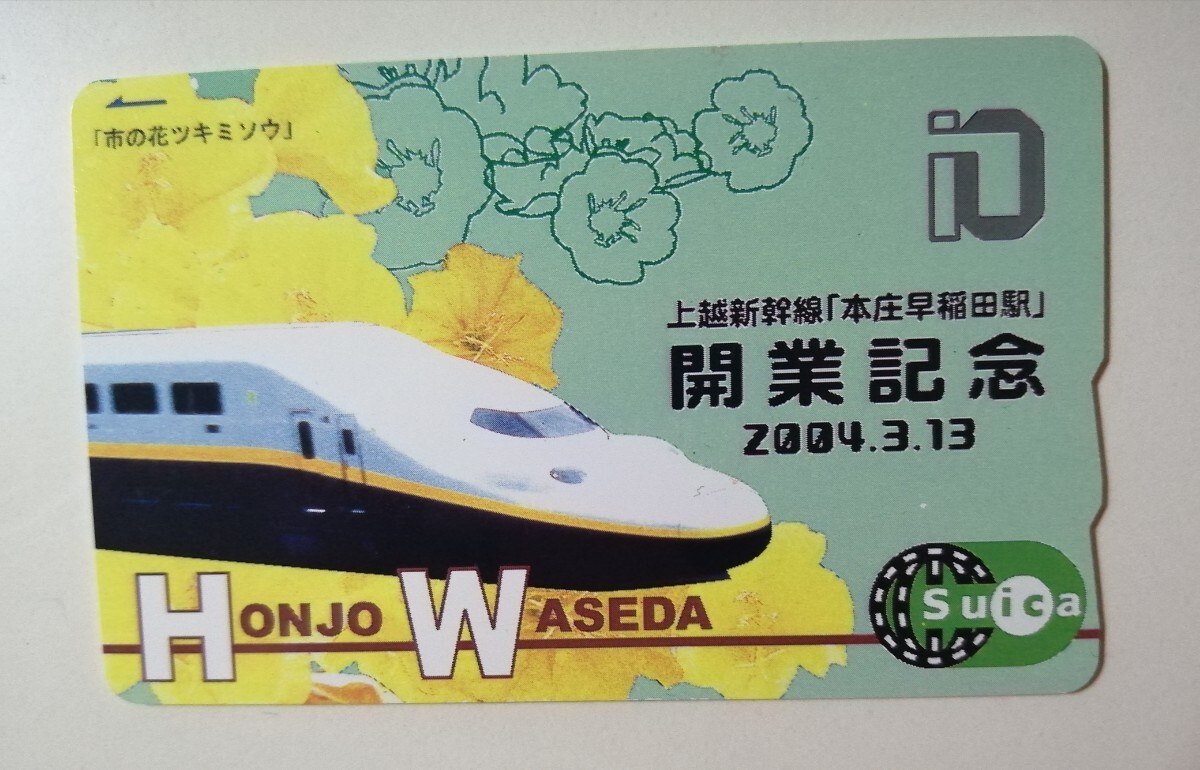 「市の花ツキミソウ」
iO
上越新幹線「本庄早稲田駅」
開業記念
2004.3.13
HONJO WASEDA
Suica